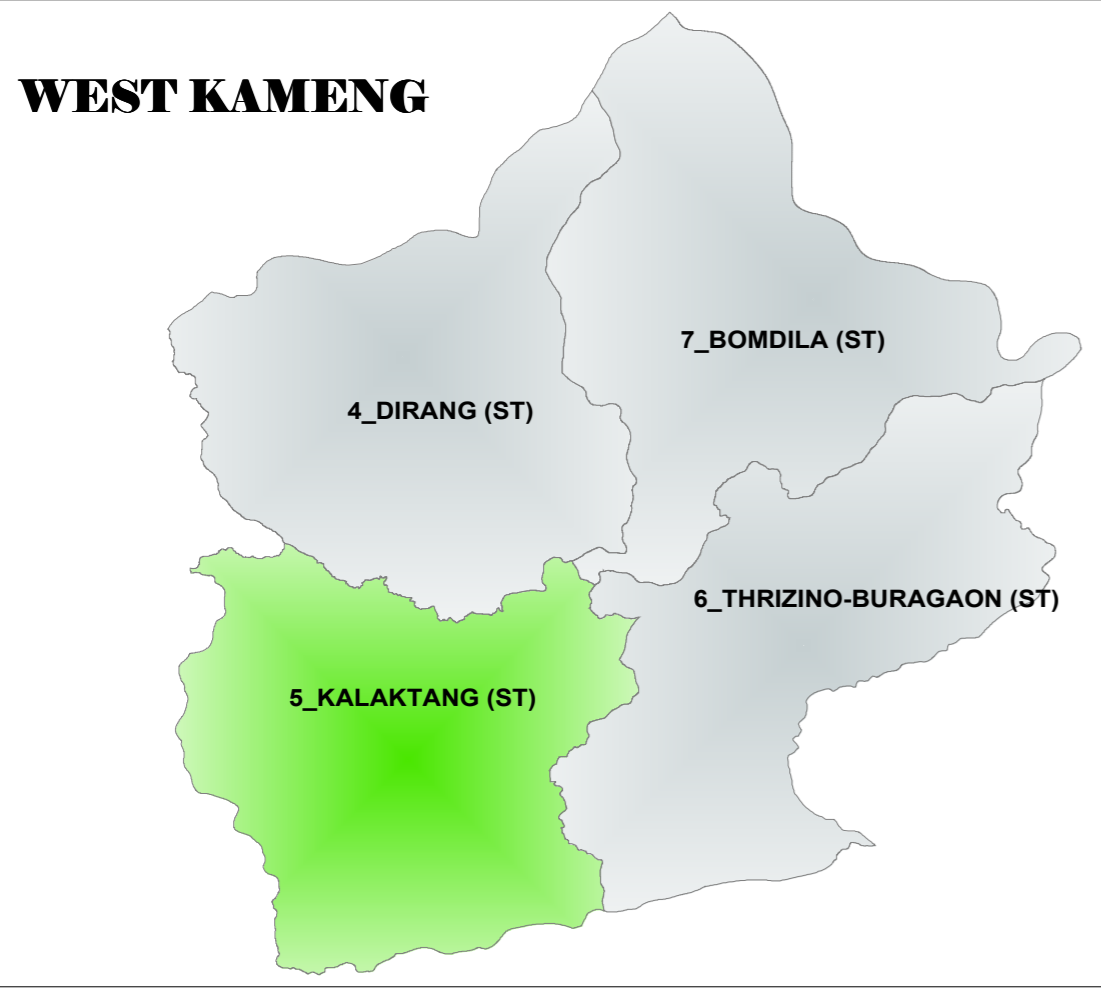 WEST KAMENG
7_BOMDILA (ST)
4_DIRANG (ST)
6_THRIZINO-BURAGAON (ST)
5_KALAKTANG (ST)